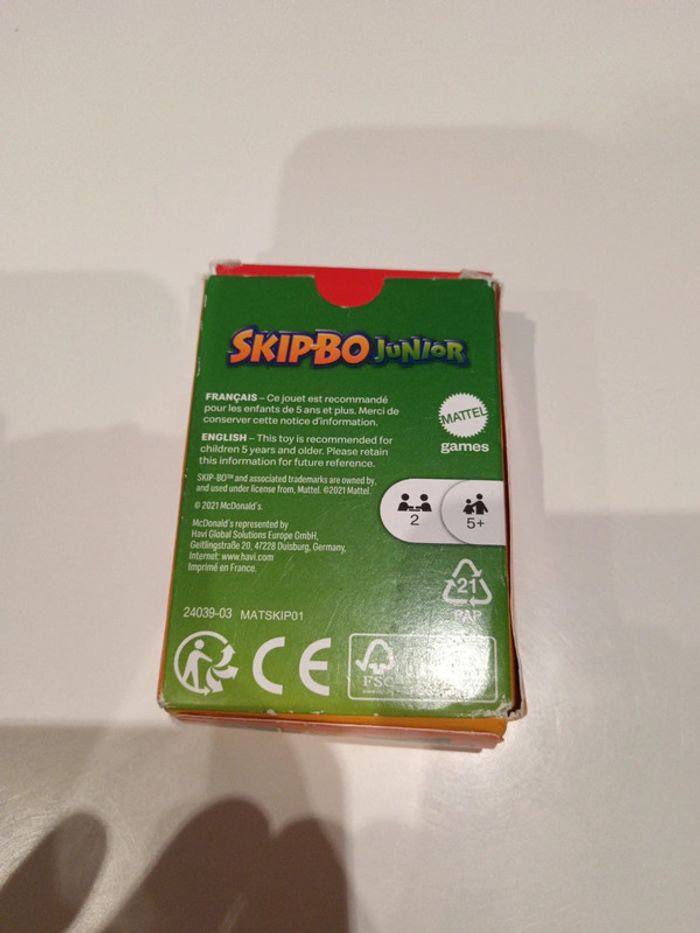 SKIP-BO JUNIOR
FRANÇAIS – Ce jouet est recommandé
pour les enfants de 5 ans et plus. Merci de
conserver cette notice d'information.
ENGLISH – This toy is recommended for
children 5 years and older. Please retain
this information for future reference.
SKIP-BO™ and associated trademarks are owned by,
and used under license from, Mattel. ©2021 Mattel.
© 2021 McDonald's.
McDonald's represented by
Havi Global Solutions Europe GmbH,
Geitlingstraße 20, 47228 Duisburg, Germany,
Internet: www.havi.com
Imprimé en France.
MATTEL
games
2
5+
21
PAP
24039-03 MATSKIP01
CE
FSC